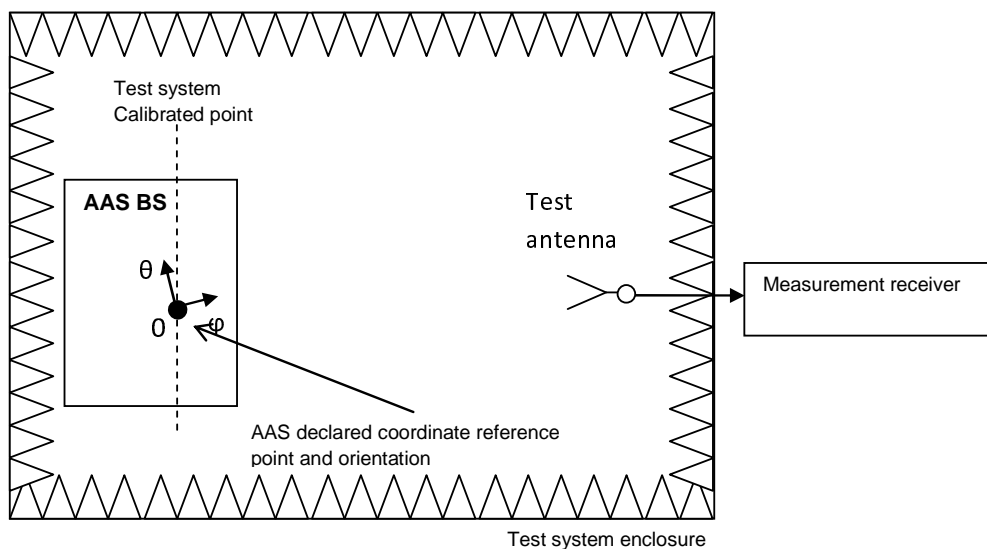 Test system
Calibrated point
AAS BS
Test
antenna
θ
0
φ
Measurement receiver
AAS declared coordinate reference
point and orientation
Test system enclosure